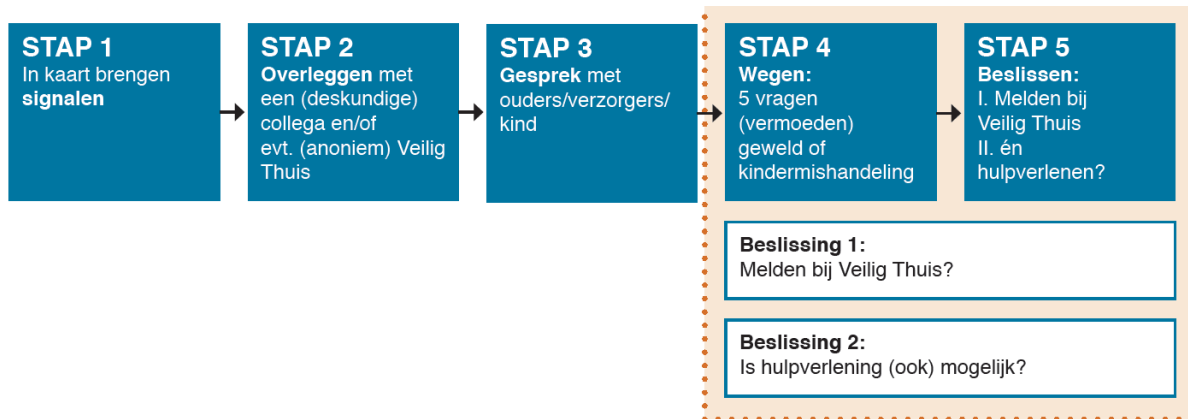 STAP 1
In kaart brengen
signalen
STAP 2
Overleggen met
een (deskundige)
collega en/of
evt. (anoniem) Veilig
Thuis
STAP 3
Gesprek met
ouders/verzorgers/
kind
STAP 4
Wegen:
5 vragen
(vermoeden)
geweld of
kindermishandeling
STAP 5
Beslissen:
I. Melden bij
Veilig Thuis
II. én
hulpverlenen?
Beslissing 1:
Melden bij Veilig Thuis?
Beslissing 2:
Is hulpverlening (ook) mogelijk?